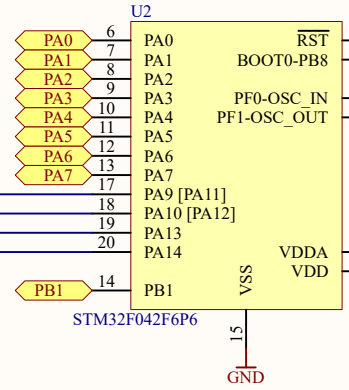 U2
PA0 6 PA0 RST
PA1 7 PA1 BOOT0-PB8
PA2 8 PA2
PA3 9 PA3 PF0-OSC_IN
PA4 10 PA4 PF1-OSC_OUT
PA5 11 PA5
PA6 12 PA6
PA7 13 PA7
17 PA9 [PA11]
18 PA10 [PA12]
19 PA13
20 PA14 VDDA
VDD
PB1 14 PB1 VSS
STM32F042F6P6
15
GND